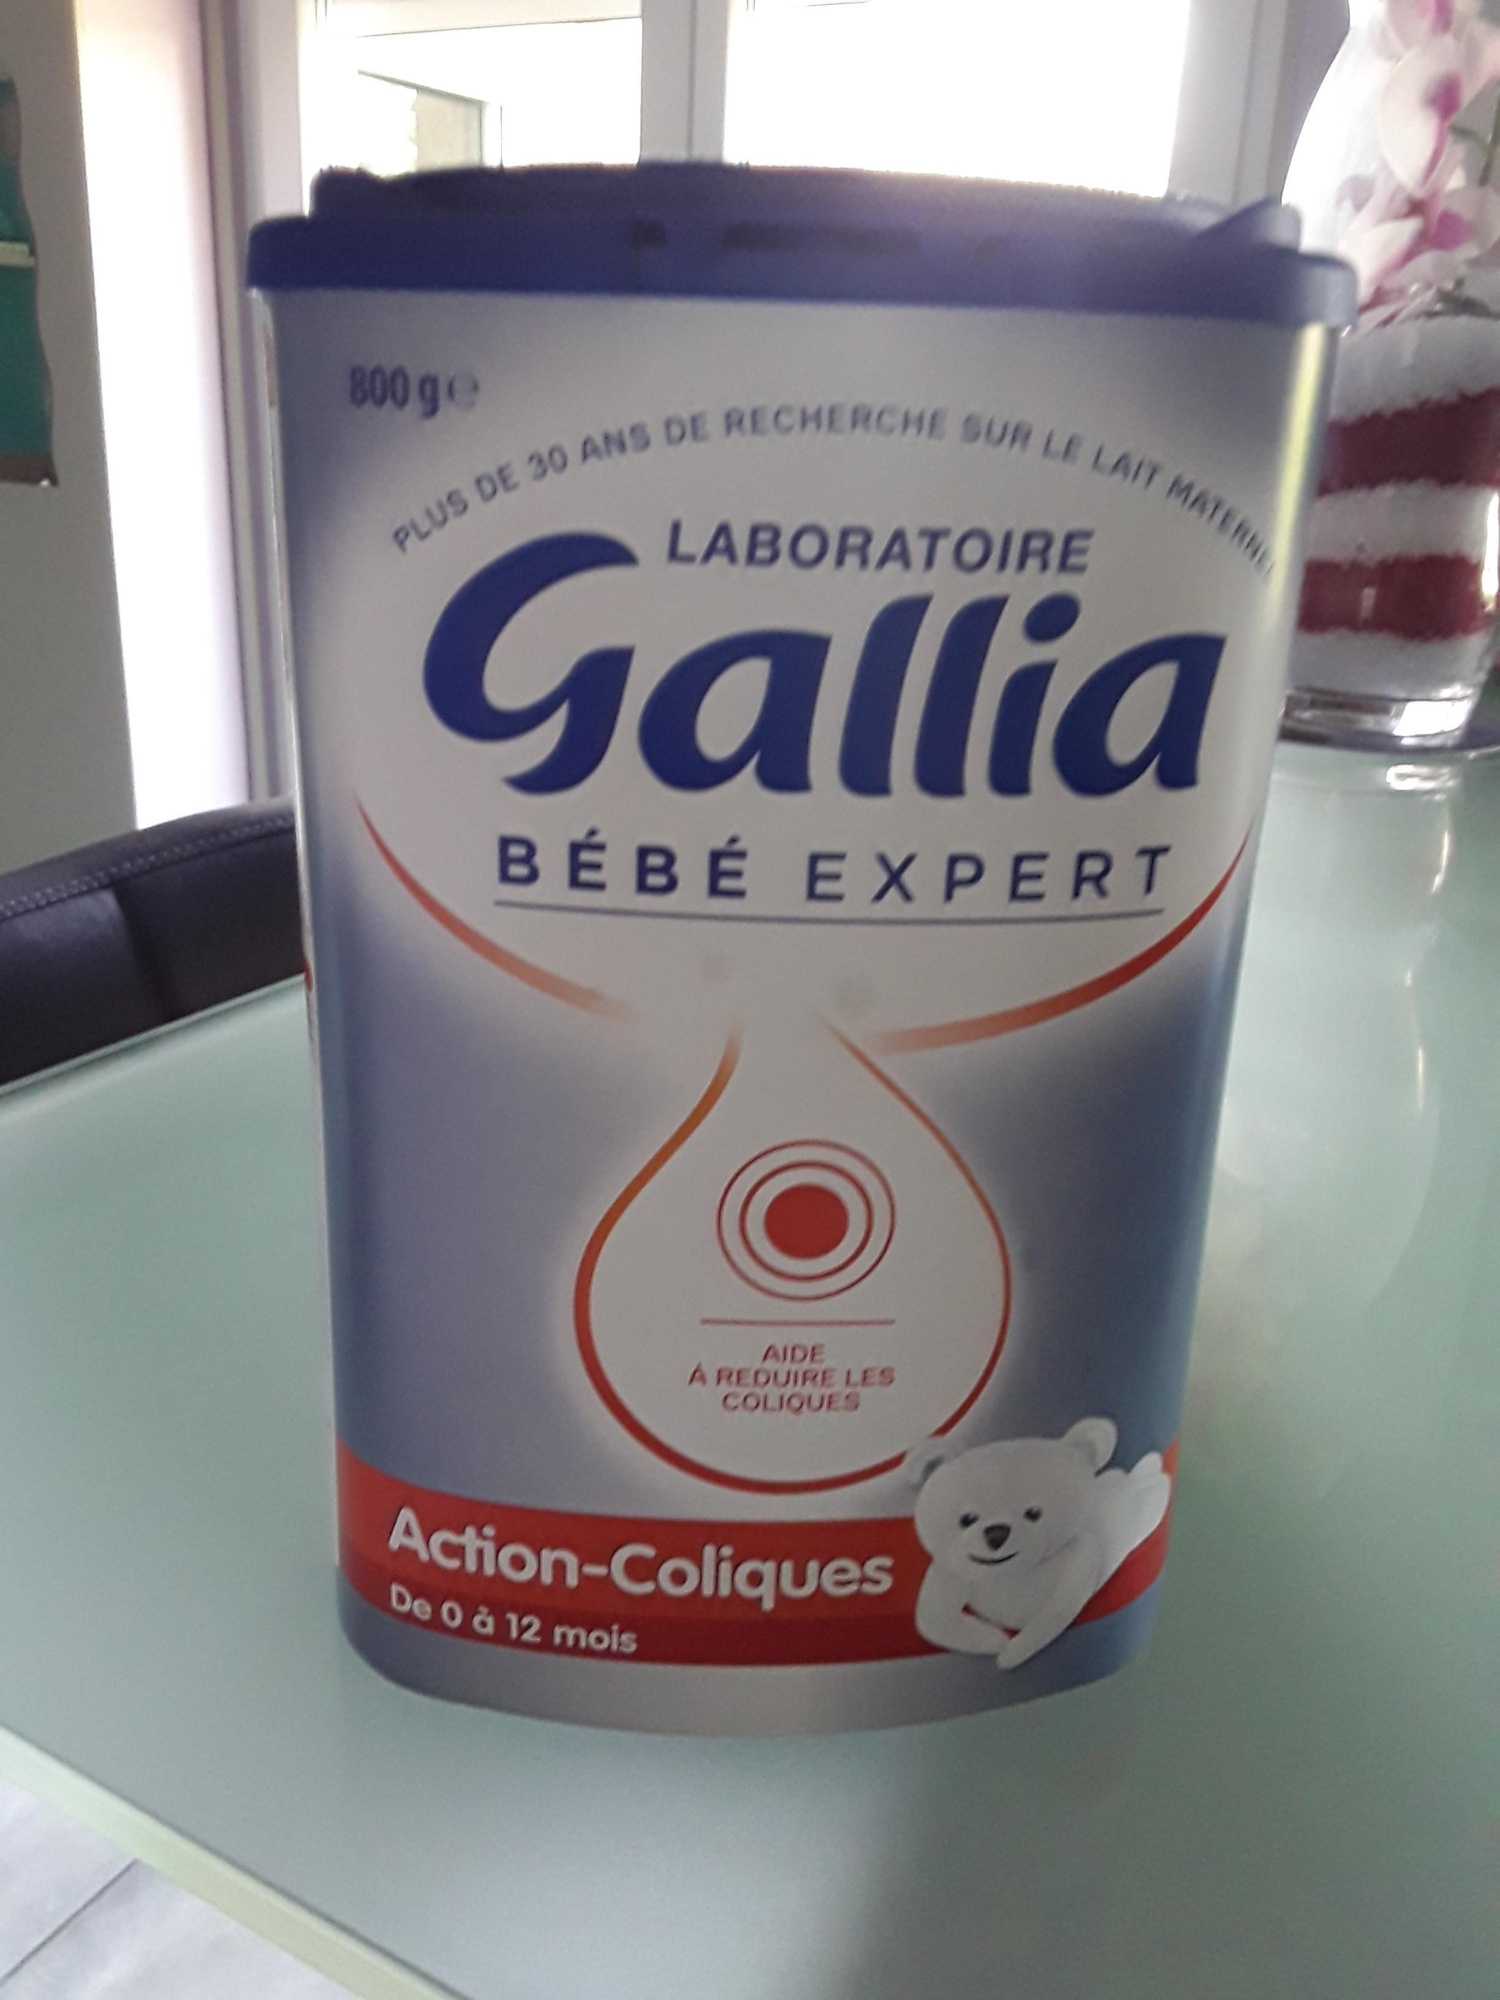 800 g ℮
PLUS DE 30 ANS DE RECHERCHE SUR LE LAIT MATERNEL
LABORATOIRE
Gallia
BÉBÉ EXPERT
AIDE
À REDUIRE LES
COLIQUES
Action-Coliques
De 0 à 12 mois